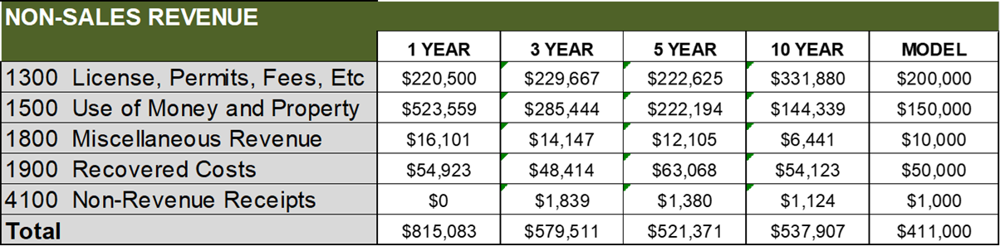 NON-SALES REVENUE
1 YEAR 3 YEAR 5 YEAR 10 YEAR MODEL
1300 License, Permits, Fees, Etc $220,500 $229,667 $222,625 $331,880 $200,000
1500 Use of Money and Property $523,559 $285,444 $222,194 $144,339 $150,000
1800 Miscellaneous Revenue $16,101 $14,147 $12,105 $6,441 $10,000
1900 Recovered Costs $54,923 $48,414 $63,068 $54,123 $50,000
4100 Non-Revenue Receipts $0 $1,839 $1,380 $1,124 $1,000
Total $815,083 $579,511 $521,371 $537,907 $411,000